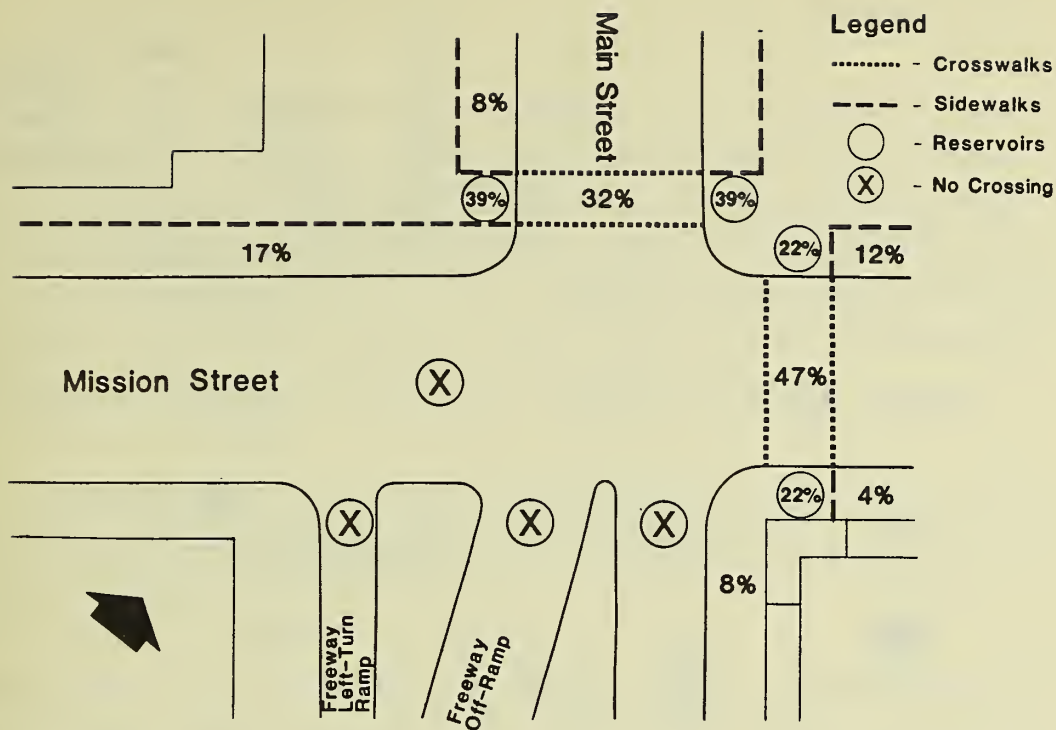 Legend
Crosswalks
Sidewalks
Reservoirs
X - No Crossing
Main Street
8%
39%
32%
39%
17%
22%
12%
Mission Street
X
47%
X
X
X
22%
4%
8%
Freeway
Left-Turn
Ramp
Freeway
Off-Ramp